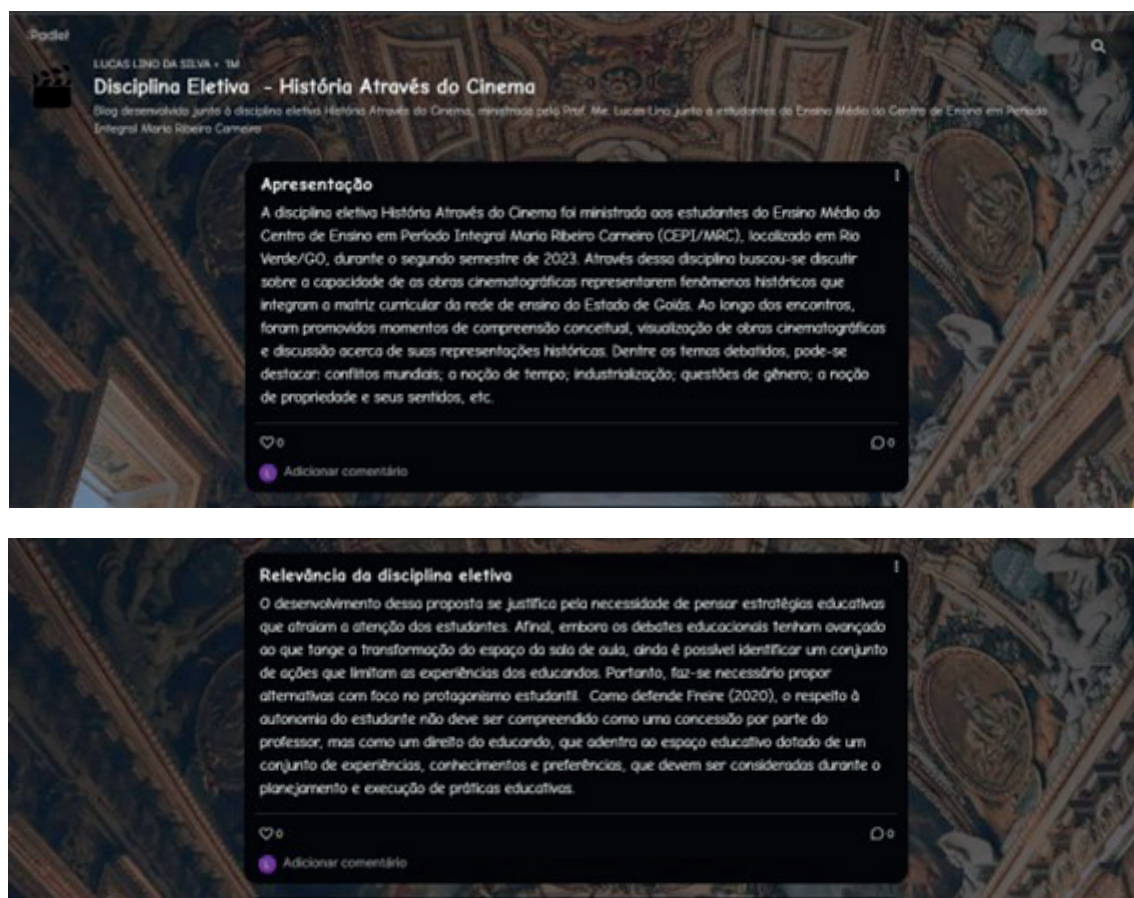 :Padlet
LUCAS LINO DA SILVA • 1M
Disciplina Eletiva - História Através do Cinema
Blog desenvolvido junto à disciplina eletiva História Através do Cinema, ministrada pelo Prof. Me. Lucas Lino junto a estudantes do Ensino Médio do Centro de Ensino em Período
Integral Maria Ribeiro Carneiro
Apresentação
A disciplina eletiva História Através do Cinema foi ministrada aos estudantes do Ensino Médio do
Centro de Ensino em Período Integral Maria Ribeiro Carneiro (CEPI/MRC), localizado em Rio
Verde/GO, durante o segundo semestre de 2023. Através dessa disciplina buscou-se discutir
sobre a capacidade de as obras cinematográficas representarem fenômenos históricos que
integram a matriz curricular da rede de ensino do Estado de Goiás. Ao longo dos encontros,
foram promovidos momentos de compreensão conceitual, visualização de obras cinematográficas
e discussão acerca de suas representações históricas. Dentre os temas debatidos, pode-se
destacar: conflitos mundiais; a noção de tempo; industrialização; questões de gênero; a noção
de propriedade e seus sentidos, etc.
0 0
L Adicionar comentário
Relevância da disciplina eletiva
O desenvolvimento dessa proposta se justifica pela necessidade de pensar estratégias educativas
que atraiam a atenção dos estudantes. Afinal, embora os debates educacionais tenham avançado
ao que tange a transformação do espaço da sala de aula, ainda é possível identificar um conjunto
de ações que limitam as experiências dos educandos. Portanto, faz-se necessário propor
alternativas com foco no protagonismo estudantil. Como defende Freire (2020), o respeito à
autonomia do estudante não deve ser compreendido como uma concessão por parte do
professor, mas como um direito do educando, que adentra ao espaço educativo dotado de um
conjunto de experiências, conhecimentos e preferências, que devem ser consideradas durante o
planejamento e execução de práticas educativas.
0 0
L Adicionar comentário